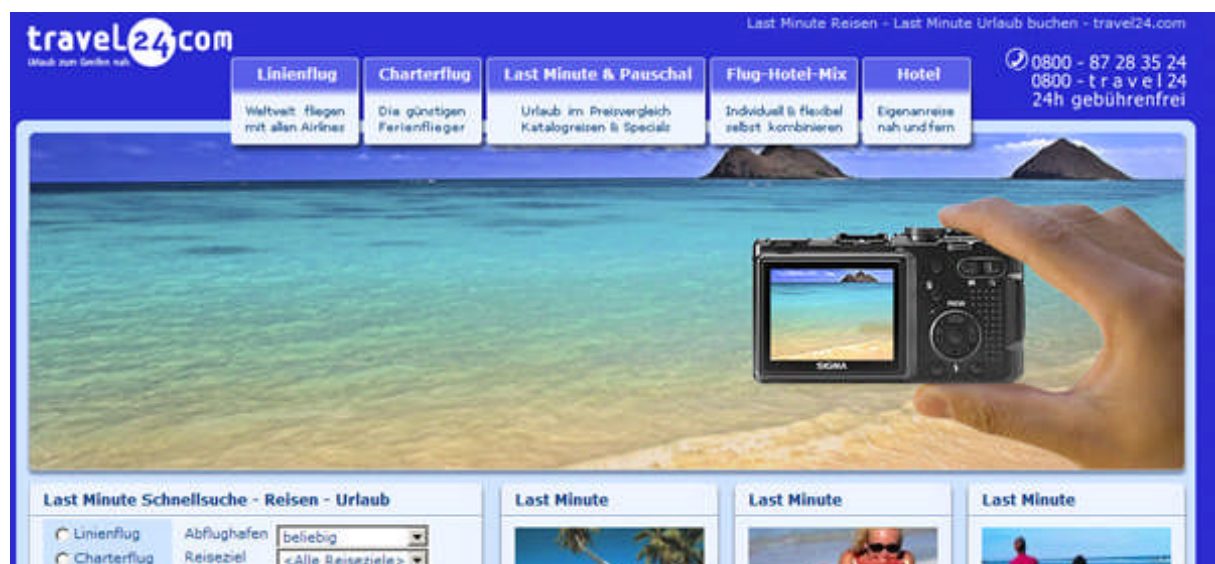 Last Minute Reisen - Last Minute Urlaub buchen - travel24.com
travel24.com
Urlaub zum Greifen nah
0800 - 87 28 35 24
0800 - travel24
24h gebührenfrei
Linienflug
Weltweit fliegen
mit allen Airlines
Charterflug
Die günstigen
Ferienflieger
Last Minute & Pauschal
Urlaub im Preisvergleich
Katalogreisen & Specials
Flug-Hotel-Mix
Individuell & flexibel
selbst kombinieren
Hotel
Eigenanreise
nah und fern
SIGMA
Last Minute Schnellsuche - Reisen - Urlaub
Linienflug
Charterflug
Abflughafen beliebig
Reiseziel <Alle Reiseziele>
Last Minute
Last Minute
Last Minute